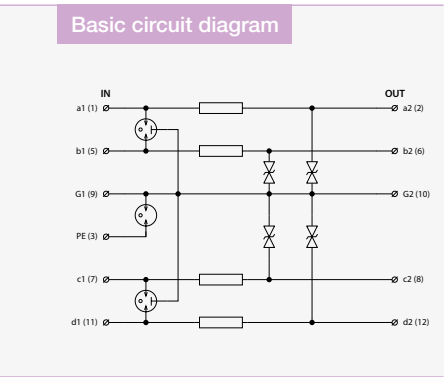 Basic circuit diagram
IN OUT
a1 (1) a2 (2)
b1 (5) b2 (6)
G1 (9) G2 (10)
PE (3)
c1 (7) c2 (8)
d1 (11) d2 (12)